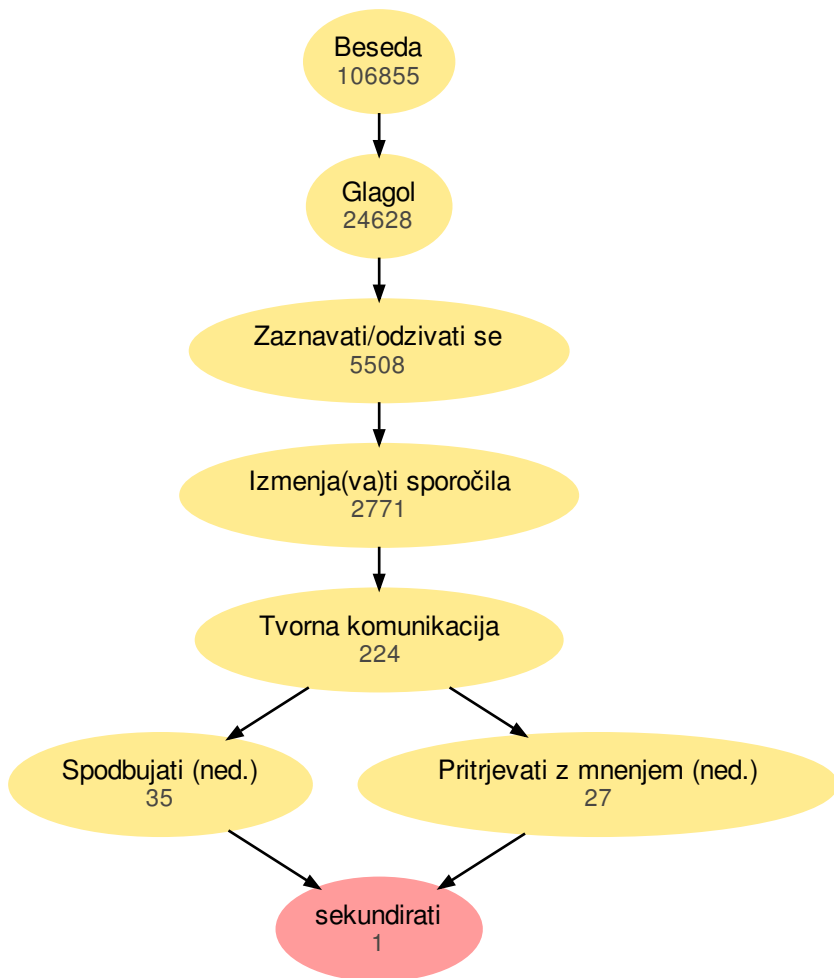 Beseda
106855
Glagol
24628
Zaznavati/odzivati se
5508
Izmenja(va)ti sporočila
2771
Tvorna komunikacija
224
Spodbujati (ned.)
35
Pritrjevati z mnenjem (ned.)
27
sekundirati
1